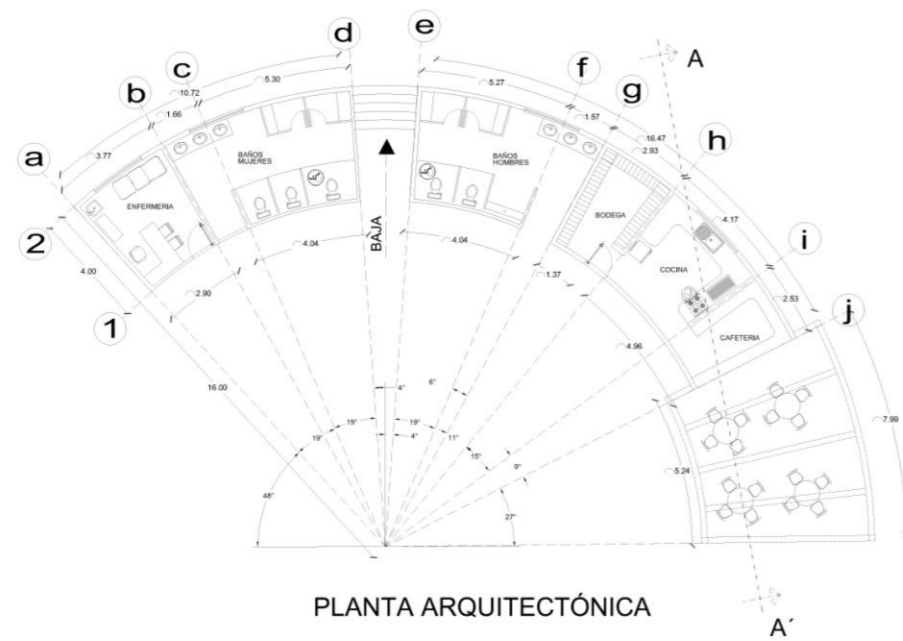 d
e
c
b
a
2
1
f
g
h
i
j
A
A´
10.72
5.30
1.66
3.77
5.27
1.57
16.47
2.93
4.17
2.53
7.99
BAÑOS
MUJERES
BAÑOS
HOMBRES
ENFERMERIA
BODEGA
COCINA
CAFETERIA
BAJA
4.00
16.00
2.90
4.04
4.04
1.37
4.96
5.24
4°
6°
19°
19°
19°
4°
11°
15°
9°
48°
27°
PLANTA ARQUITECTÓNICA